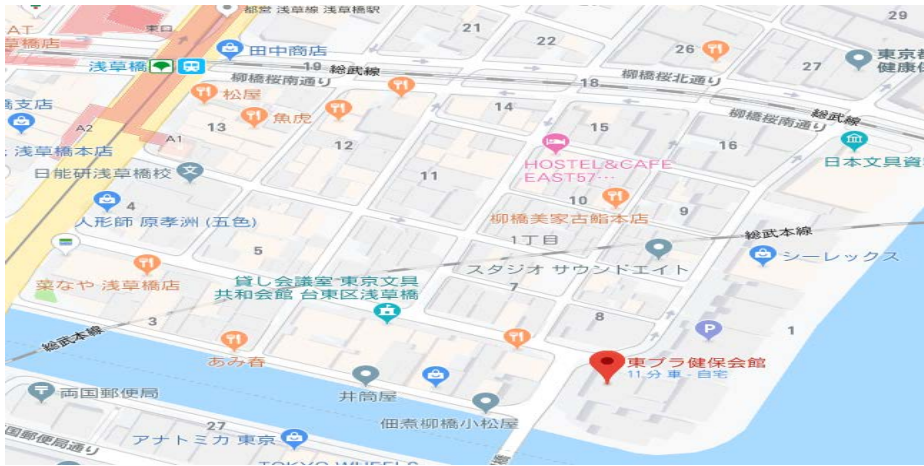 都営 浅草線 浅草橋駅
東口
21
22
29
田中商店
26
27
浅草橋
19
総武線
柳橋桜南通り
18
柳橋桜北通り
東京都
健康保
松屋
魚虎
14
15
総武線
柳橋桜南通り
橋支店
A2
A1
13
12
16
浅草橋本店
日能研浅草橋校
11
HOSTEL&CAFE
EAST57…
日本文具資
4
人形師 原孝洲 (五色)
10
9
柳橋美家古鮨本店
5
1丁目
総武本線
スタジオ サウンドエイト
シーレックス
菜なや 浅草橋店
貸し会議室 東京文具
共和会館 台東区浅草橋
7
3
8
P
1
総武本線
あみ春
東プラ健保会館
11 分 車 - 自宅
両国郵便局
井筒屋
佃煮柳橋小松屋
27
アナトミカ 東京
国郵便局通り
TOKYO WHEELS